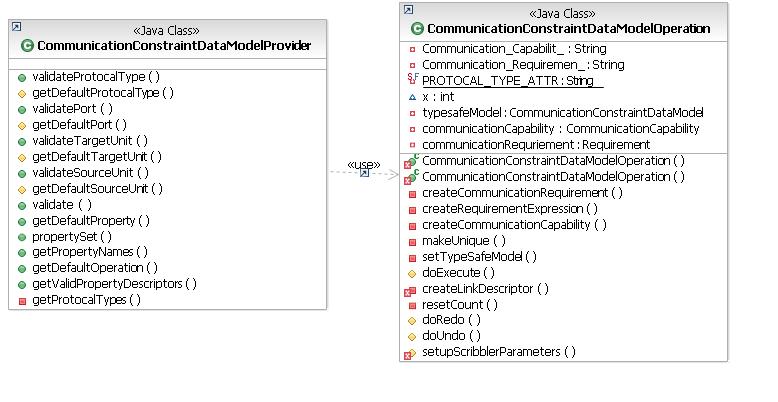 «Java Class»
CommunicationConstraintDataModelProvider
validateProtocalType ( )
getDefaultProtocalType ( )
validatePort ( )
getDefaultPort ( )
validateTargetUnit ( )
getDefaultTargetUnit ( )
validateSourceUnit ( )
getDefaultSourceUnit ( )
validate ( )
getDefaultProperty ( )
propertySet ( )
getPropertyNames ( )
getDefaultOperation ( )
getValidPropertyDescriptors ( )
getProtocalTypes ( )
«use»
«Java Class»
CommunicationConstraintDataModelOperation
Communication_Capabilit_ : String
Communication_Requiremen_ : String
PROTOCAL_TYPE_ATTR : String
x : int
typesafeModel : CommunicationConstraintDataModel
communicationCapability : CommunicationCapability
communicationRequriement : Requirement
CommunicationConstraintDataModelOperation ( )
CommunicationConstraintDataModelOperation ( )
createCommunicationRequirement ( )
createRequirementExpression ( )
createCommunicationCapability ( )
makeUnique ( )
setTypeSafeModel ( )
doExecute ( )
createLinkDescriptor ( )
resetCount ( )
doRedo ( )
doUndo ( )
setupScribblerParameters ( )